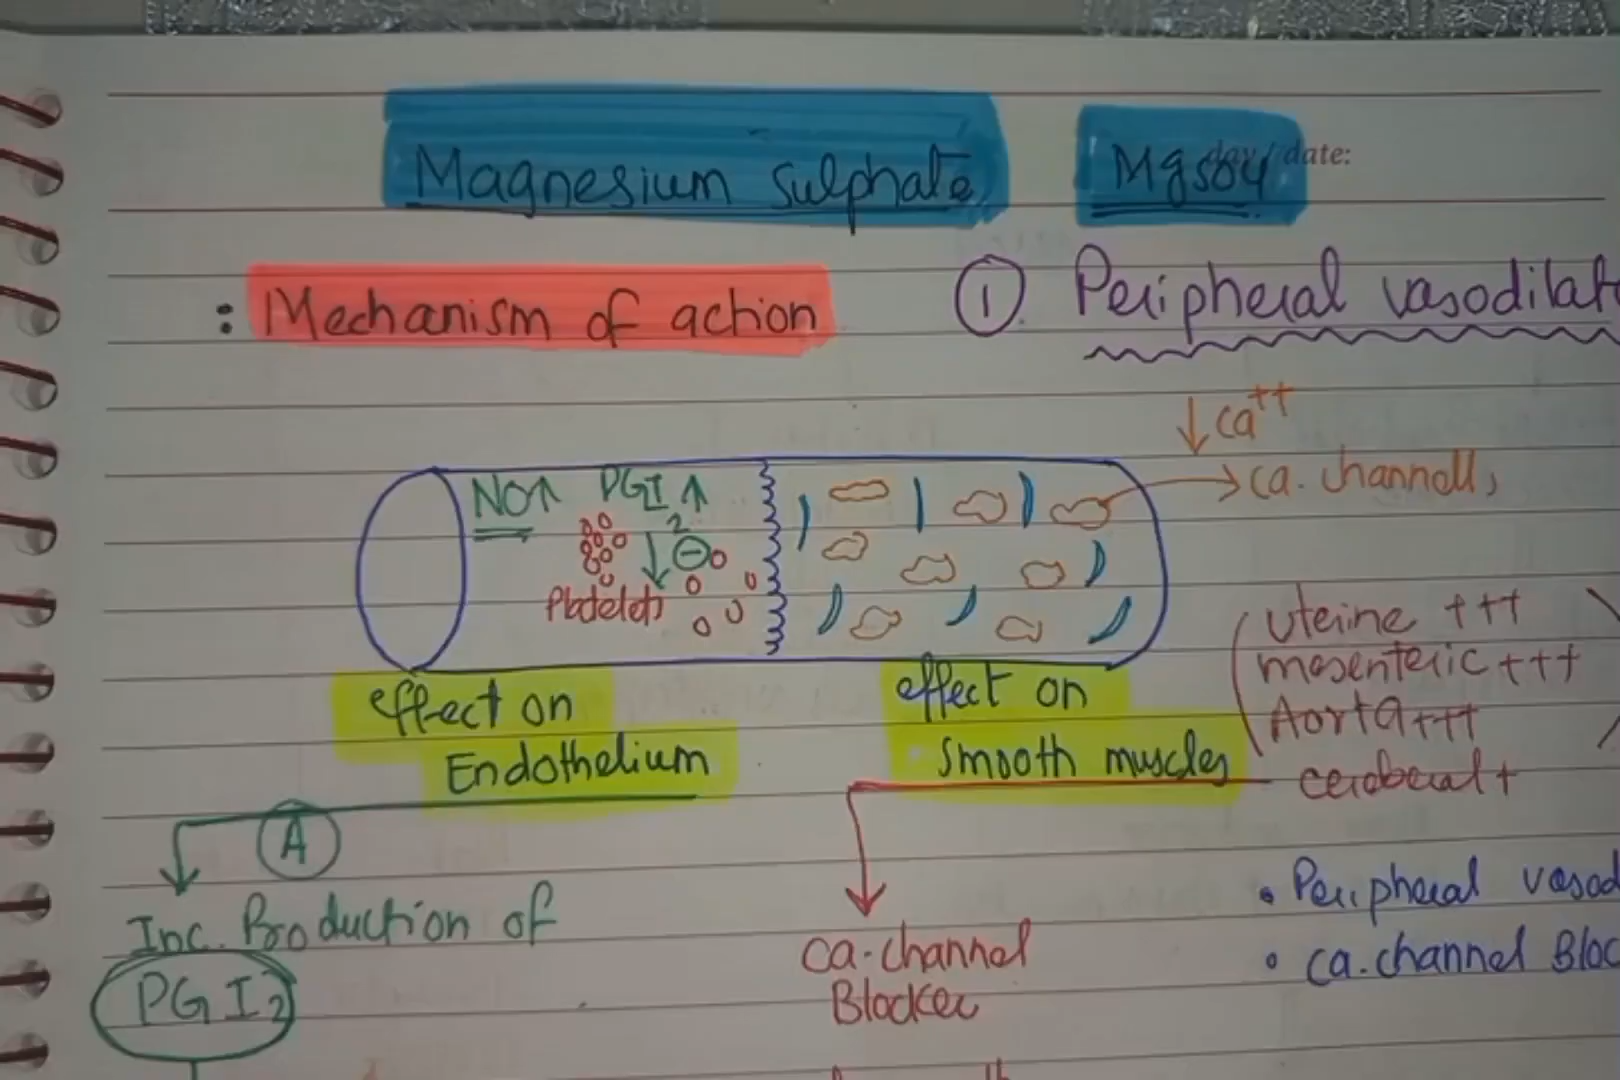 Magnesium sulphate MgSO4
day / date:
: Mechanism of action
① Peripheral vasodilat
↓ ca++
→ ca. channells
NO↑ PGI2↑
↓ ⊖
Platelets
effect on
Endothelium
effect on
smooth muscles
uterine +++
mesenteric +++
Aorta +++
cereberal +
A
Inc. Production of
PGI2
ca. channel
Blocker
• Peripheral vasod
• ca. channel Bloc